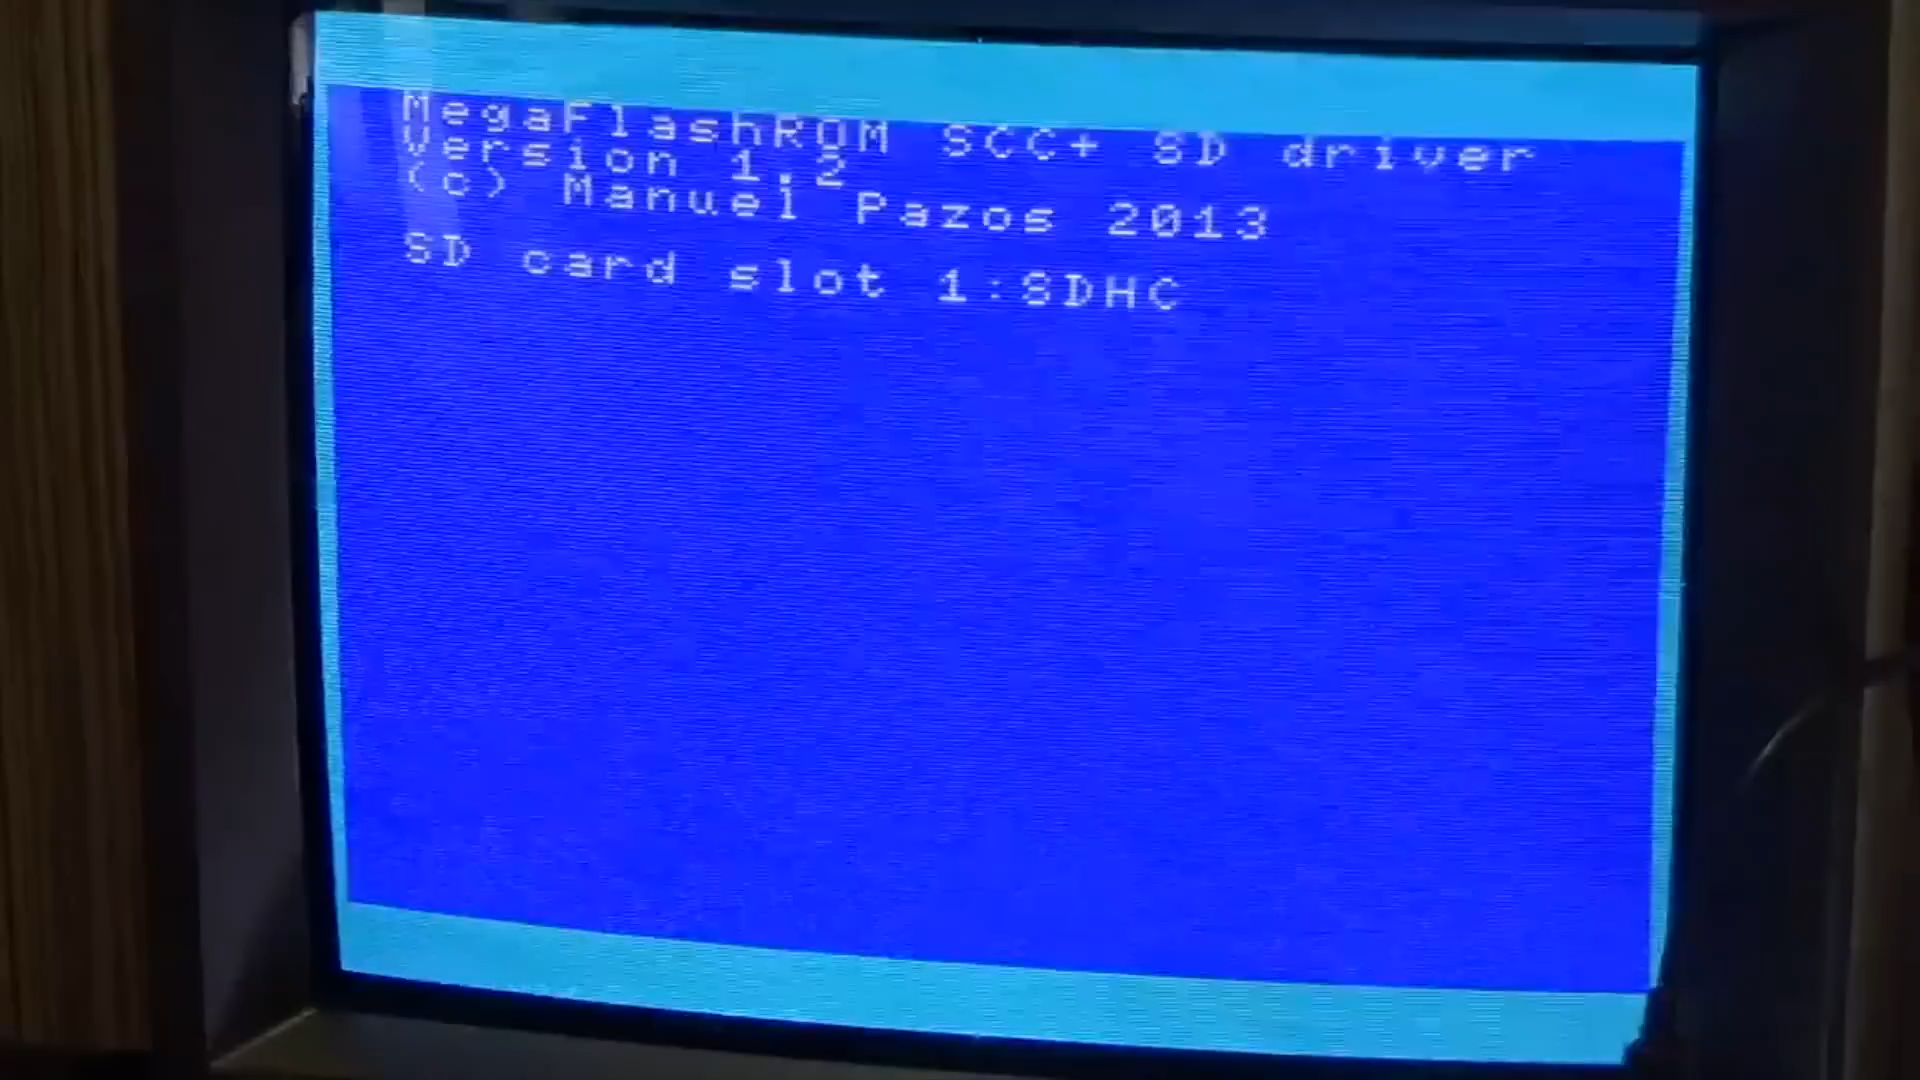 MegaFlashROM SCC+ SD driver
Version 1.2
(c) Manuel Pazos 2013
SD card slot 1:SDHC